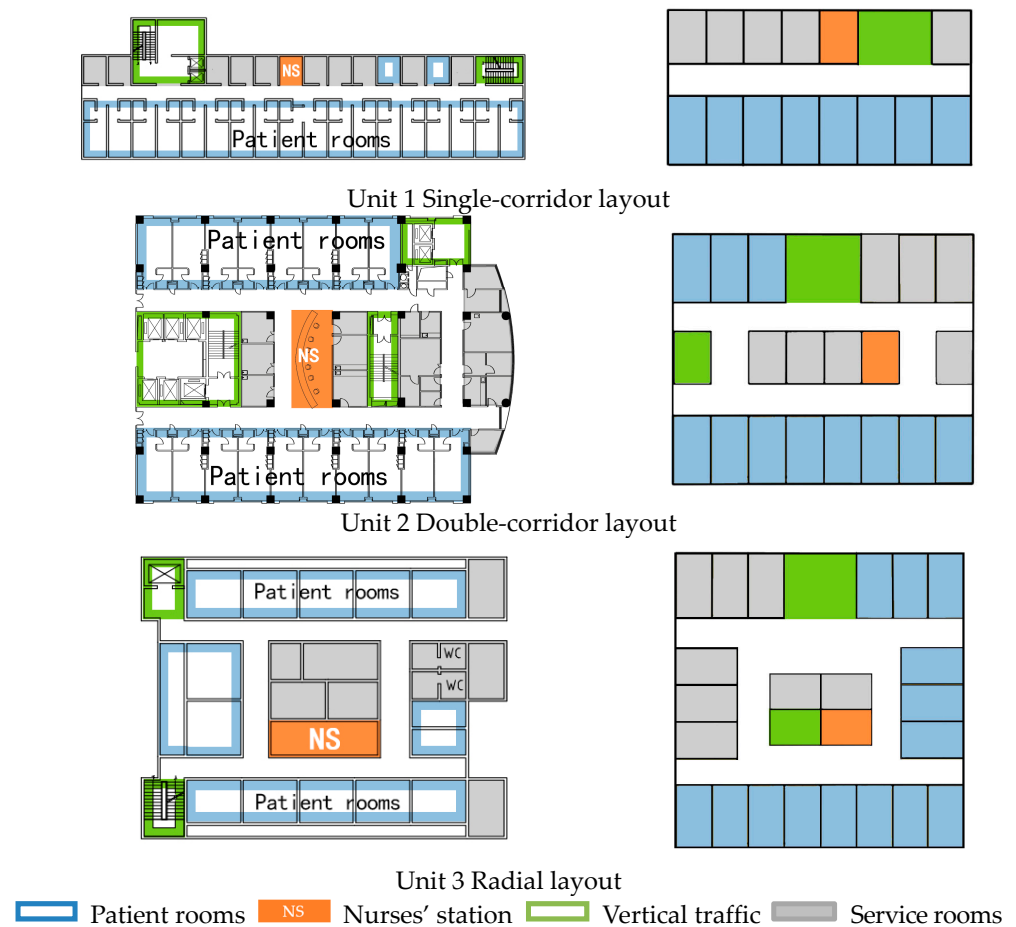 NS
Patient rooms
Unit 1 Single-corridor layout
Patient rooms
NS
Patient rooms
Unit 2 Double-corridor layout
Patient rooms
WC
WC
NS
Patient rooms
Unit 3 Radial layout
Patient rooms NS Nurses’ station Vertical traffic Service rooms